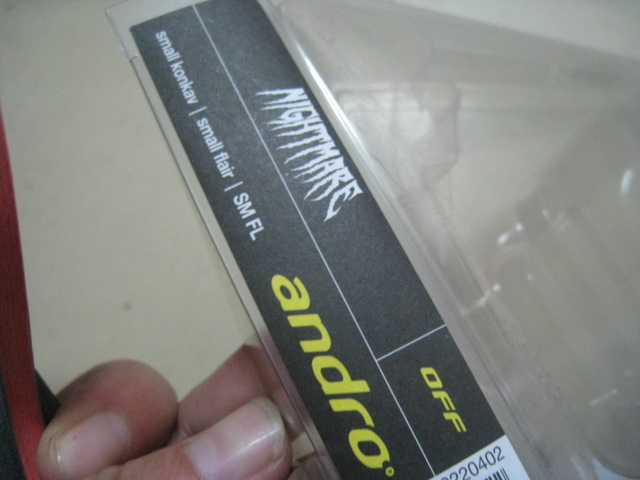 NIGHTMARE
OFF
small konkav | small flair | SM FL
andro
220402